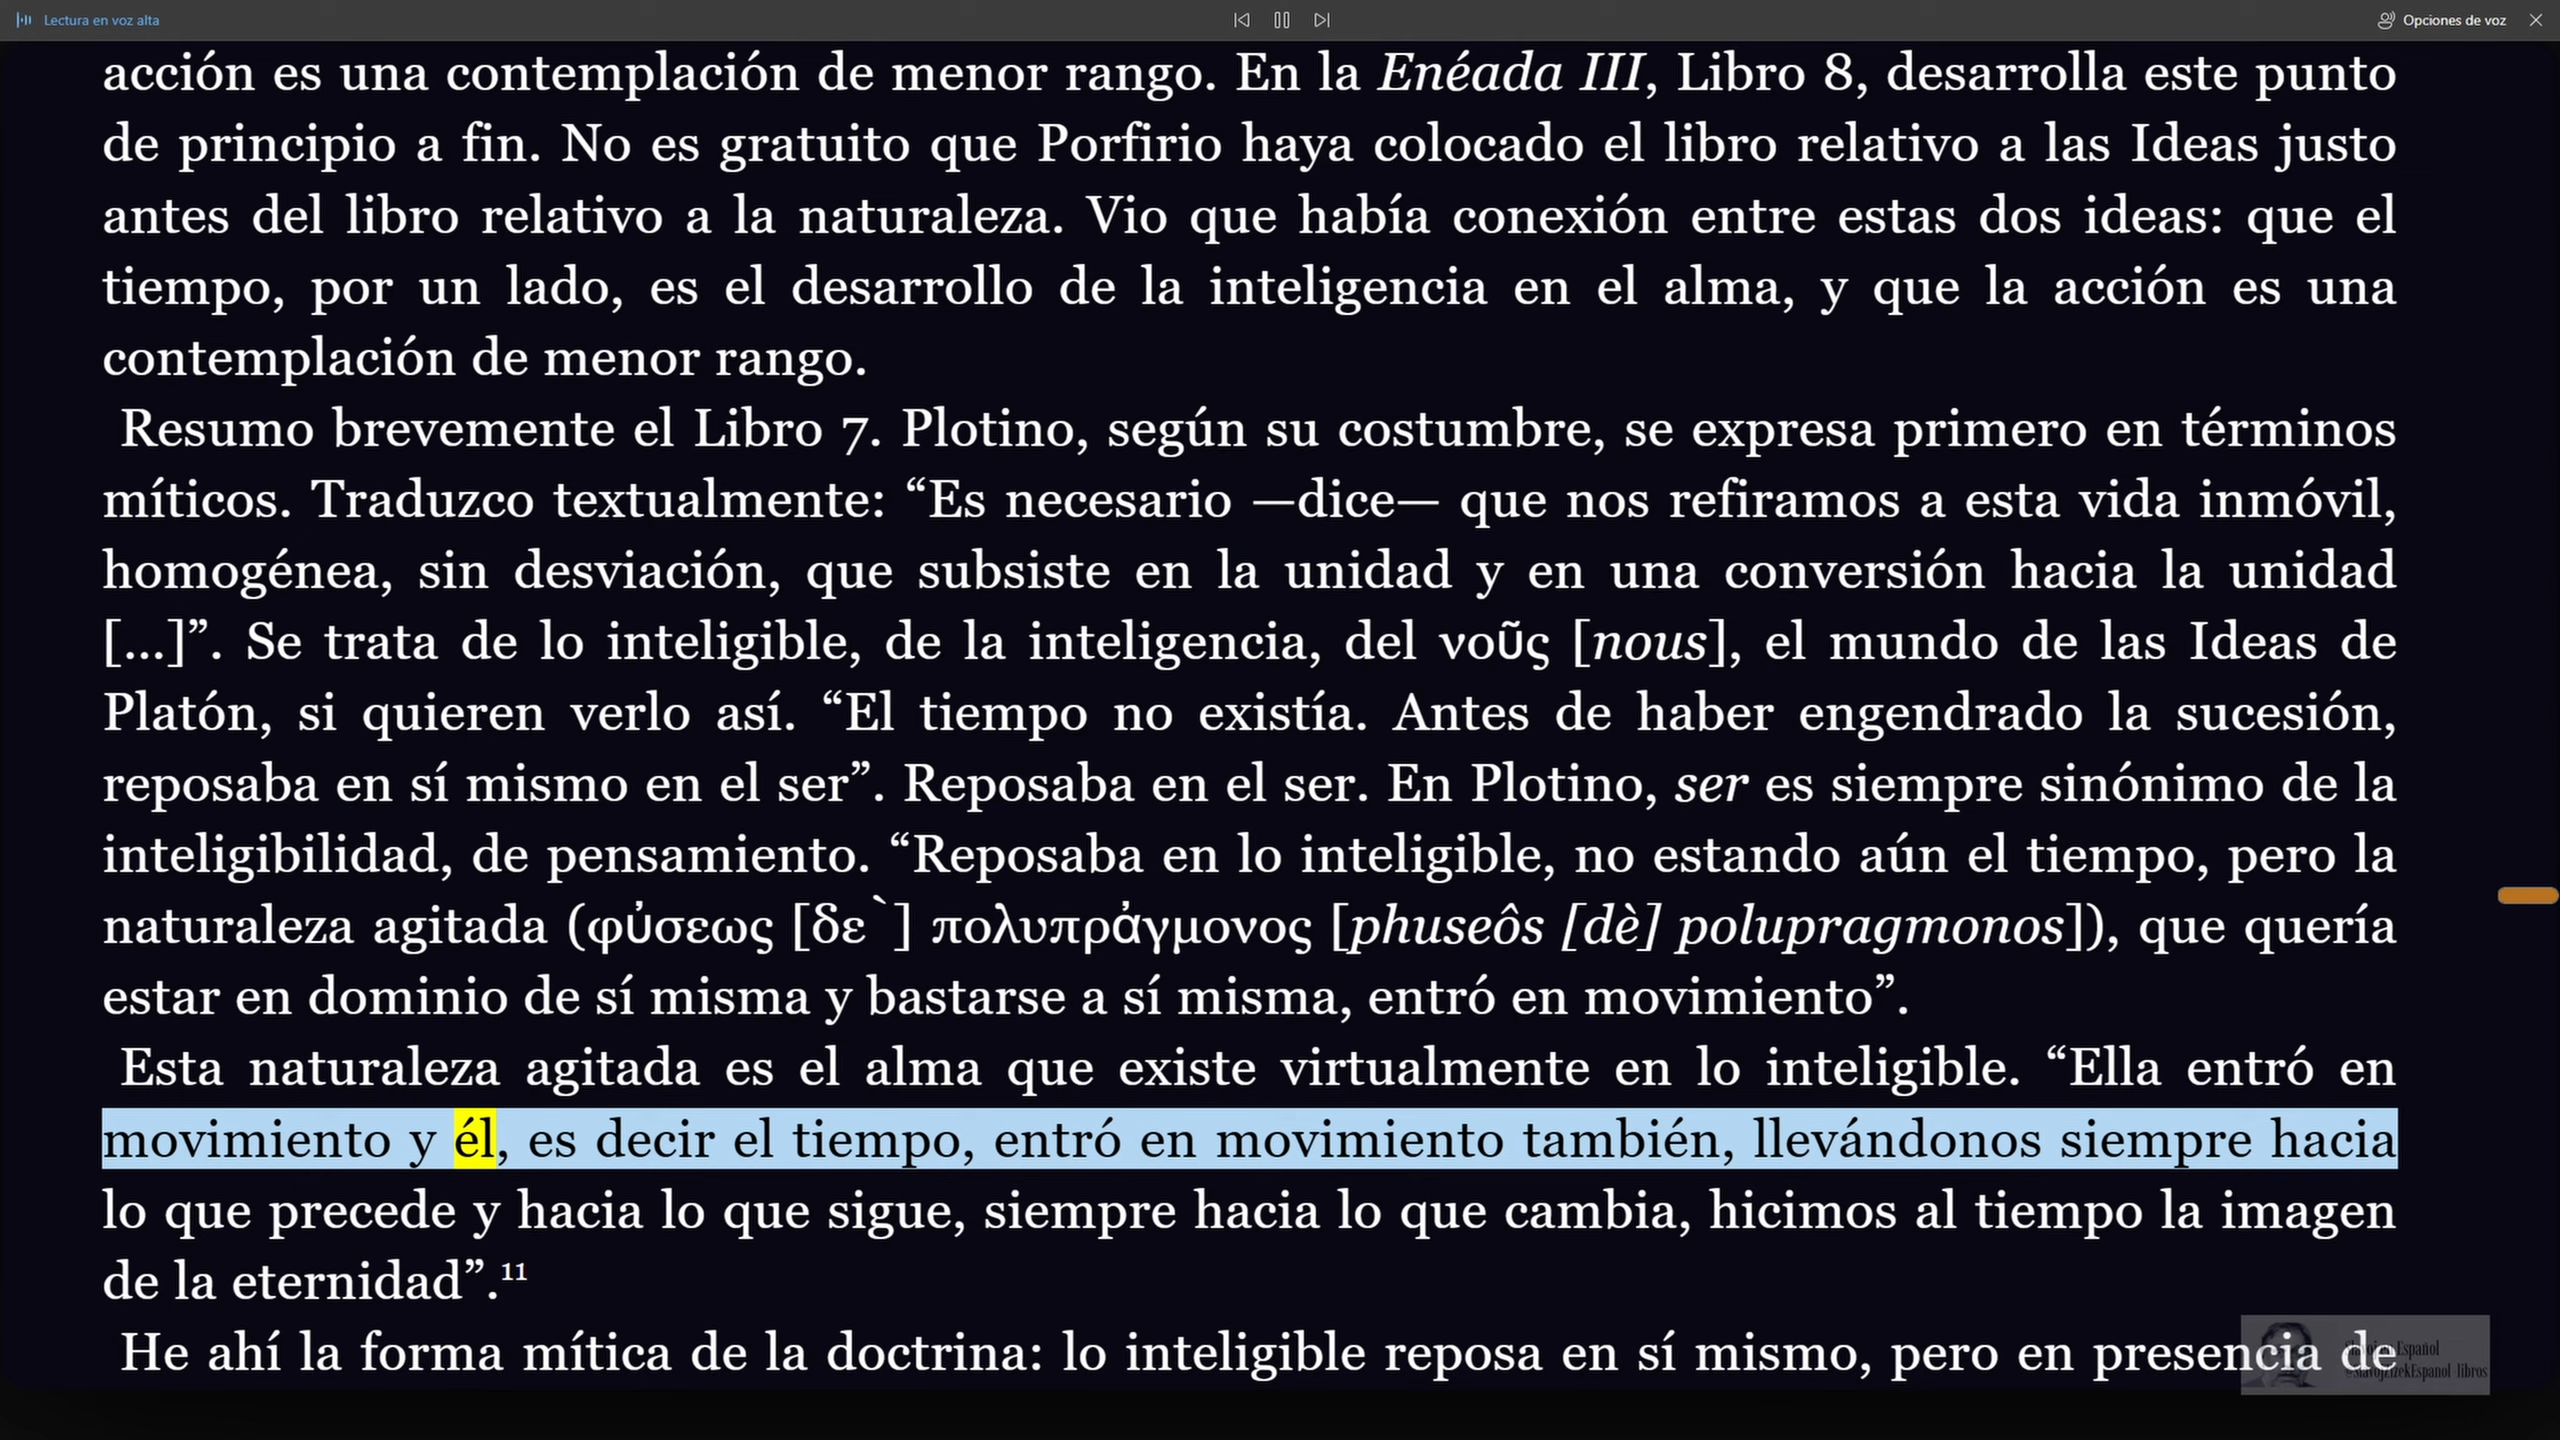 Lectura en voz alta
Opciones de voz
acción es una contemplación de menor rango. En la Enéada III, Libro 8, desarrolla este punto
de principio a fin. No es gratuito que Porfirio haya colocado el libro relativo a las Ideas justo
antes del libro relativo a la naturaleza. Vio que había conexión entre estas dos ideas: que el
tiempo, por un lado, es el desarrollo de la inteligencia en el alma, y que la acción es una
contemplación de menor rango.
Resumo brevemente el Libro 7. Plotino, según su costumbre, se expresa primero en términos
míticos. Traduzco textualmente: “Es necesario —dice— que nos refiramos a esta vida inmóvil,
homogénea, sin desviación, que subsiste en la unidad y en una conversión hacia la unidad
[...]”. Se trata de lo inteligible, de la inteligencia, del νοῦς [nous], el mundo de las Ideas de
Platón, si quieren verlo así. “El tiempo no existía. Antes de haber engendrado la sucesión,
reposaba en sí mismo en el ser”. Reposaba en el ser. En Plotino, ser es siempre sinónimo de la
inteligibilidad, de pensamiento. “Reposaba en lo inteligible, no estando aún el tiempo, pero la
naturaleza agitada (φὐσεως [δε`] πολυπρἀγμονος [phuseôs [dè] polupragmonos]), que quería
estar en dominio de sí misma y bastarse a sí misma, entró en movimiento”.
Esta naturaleza agitada es el alma que existe virtualmente en lo inteligible. “Ella entró en
movimiento y él, es decir el tiempo, entró en movimiento también, llevándonos siempre hacia
lo que precede y hacia lo que sigue, siempre hacia lo que cambia, hicimos al tiempo la imagen
de la eternidad”.11
He ahí la forma mítica de la doctrina: lo inteligible reposa en sí mismo, pero en presencia de
Español